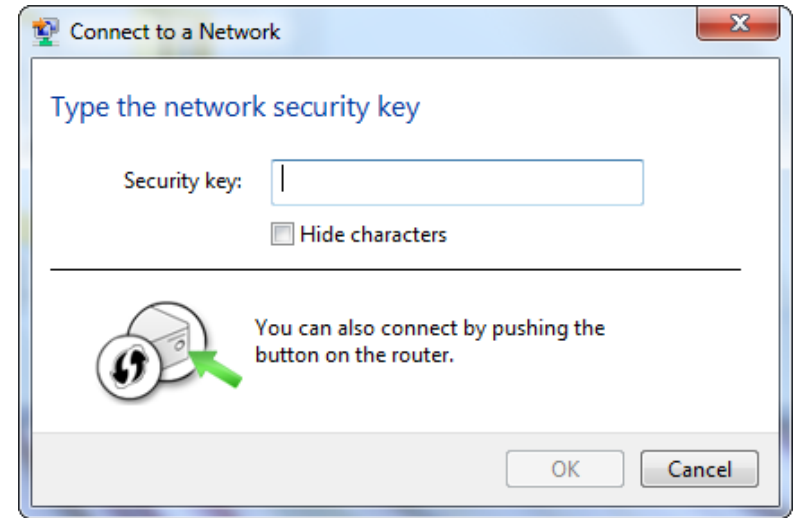 Connect to a Network
Type the network security key
Security key:
Hide characters
You can also connect by pushing the
button on the router.
OK
Cancel